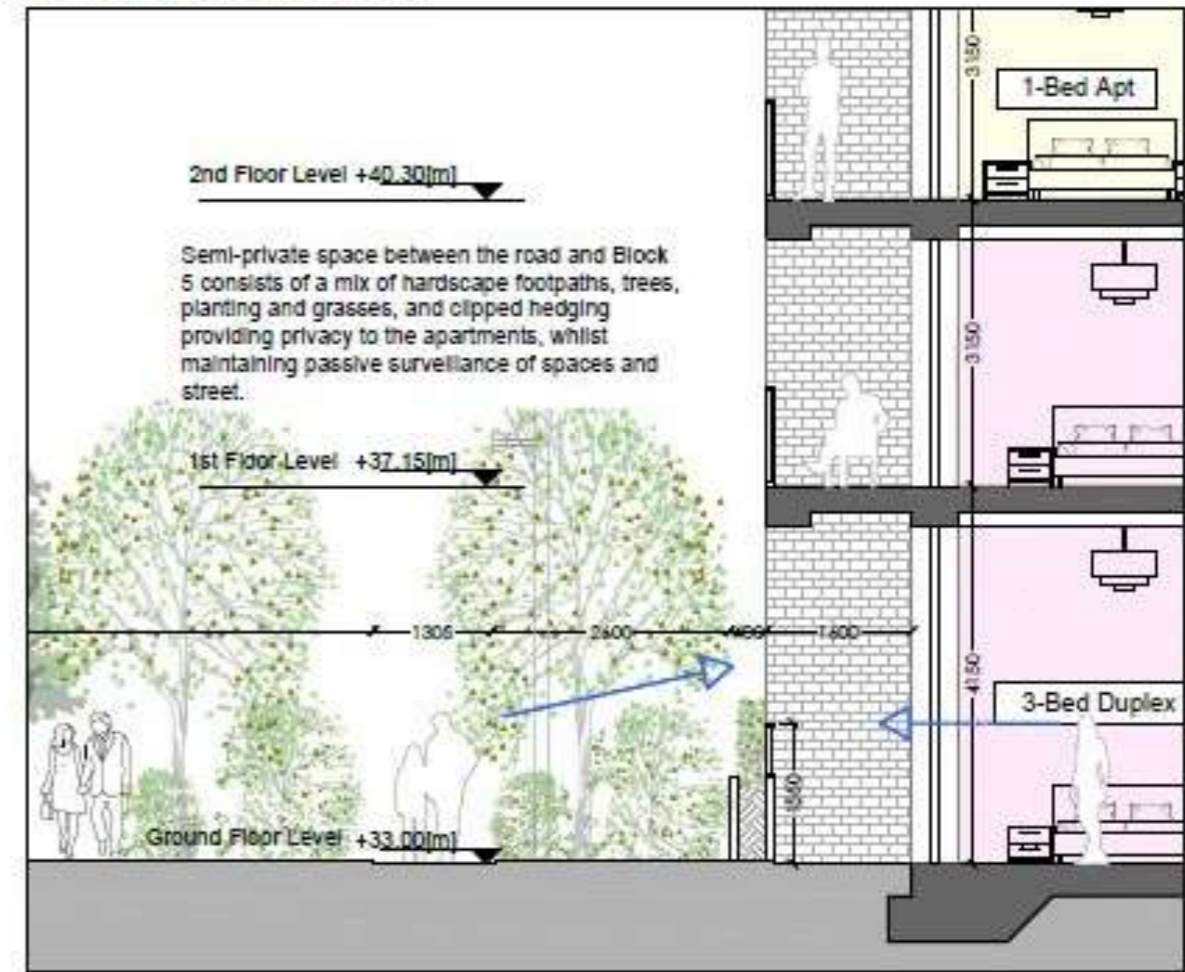 3150
1-Bed Apt
2nd Floor Level +40.30[m]
Semi-private space between the road and Block
5 consists of a mix of hardscape footpaths, trees,
planting and grasses, and clipped hedging
providing privacy to the apartments, whilst
maintaining passive surveillance of spaces and
street.
3150
1st Floor Level +37.15[m]
1305
2600
1600
4150
3-Bed Duplex
1550
Ground Floor Level +33.00[m]